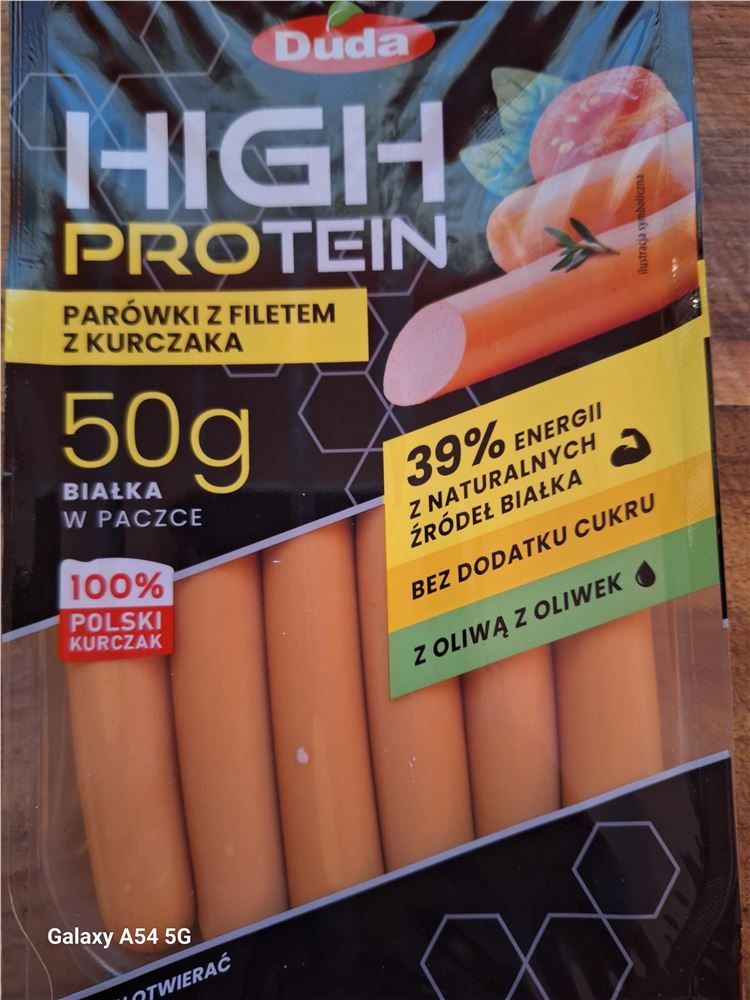 Duda
HIGH
PROTEIN
PARÓWKI Z FILETEM
Z KURCZAKA
50g
BIAŁKA
W PACZCE
39% ENERGII
Z NATURALNYCH
ŹRÓDEŁ BIAŁKA
BEZ DODATKU CUKRU
Z OLIWĄ Z OLIWEK
100%
POLSKI
KURCZAK
ilustracja symboliczna
OTWIERAĆ
Galaxy A54 5G